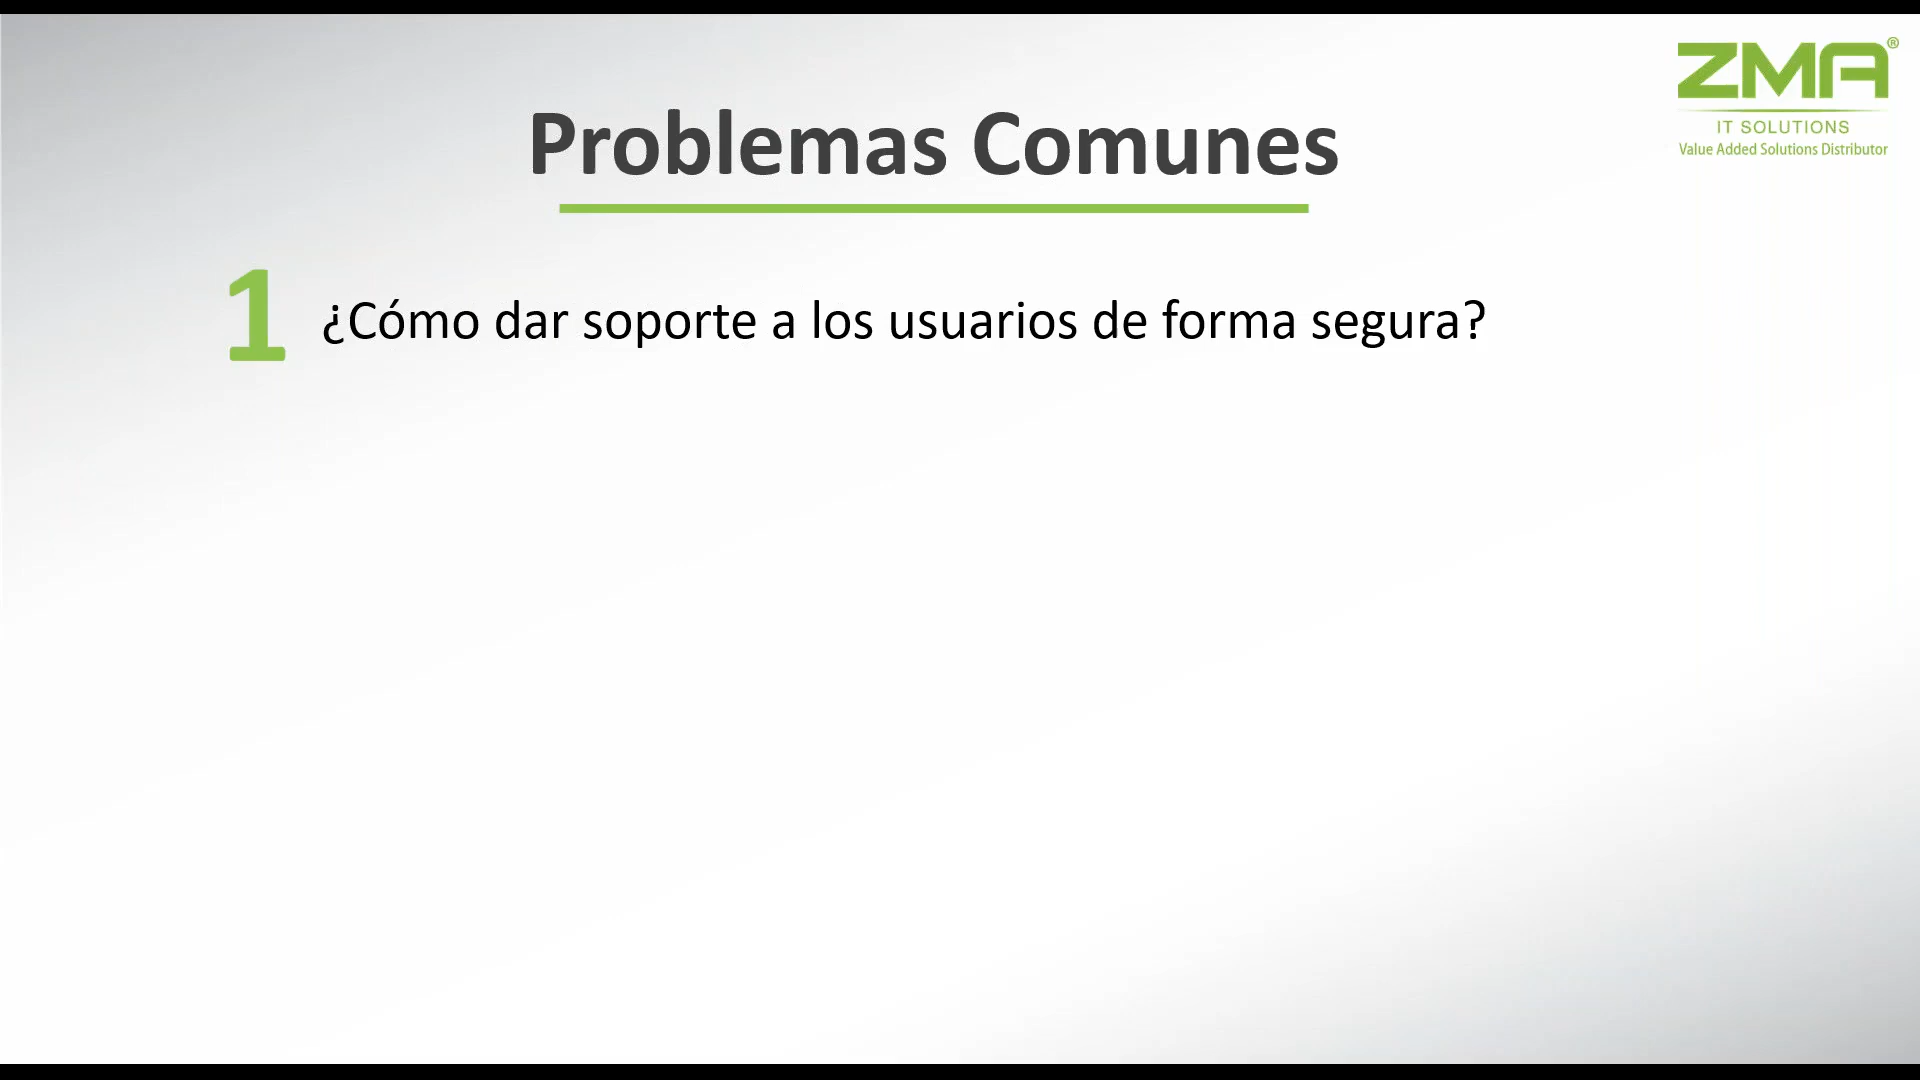 ZMA®
IT SOLUTIONS
Value Added Solutions Distributor
Problemas Comunes
1 ¿Cómo dar soporte a los usuarios de forma segura?